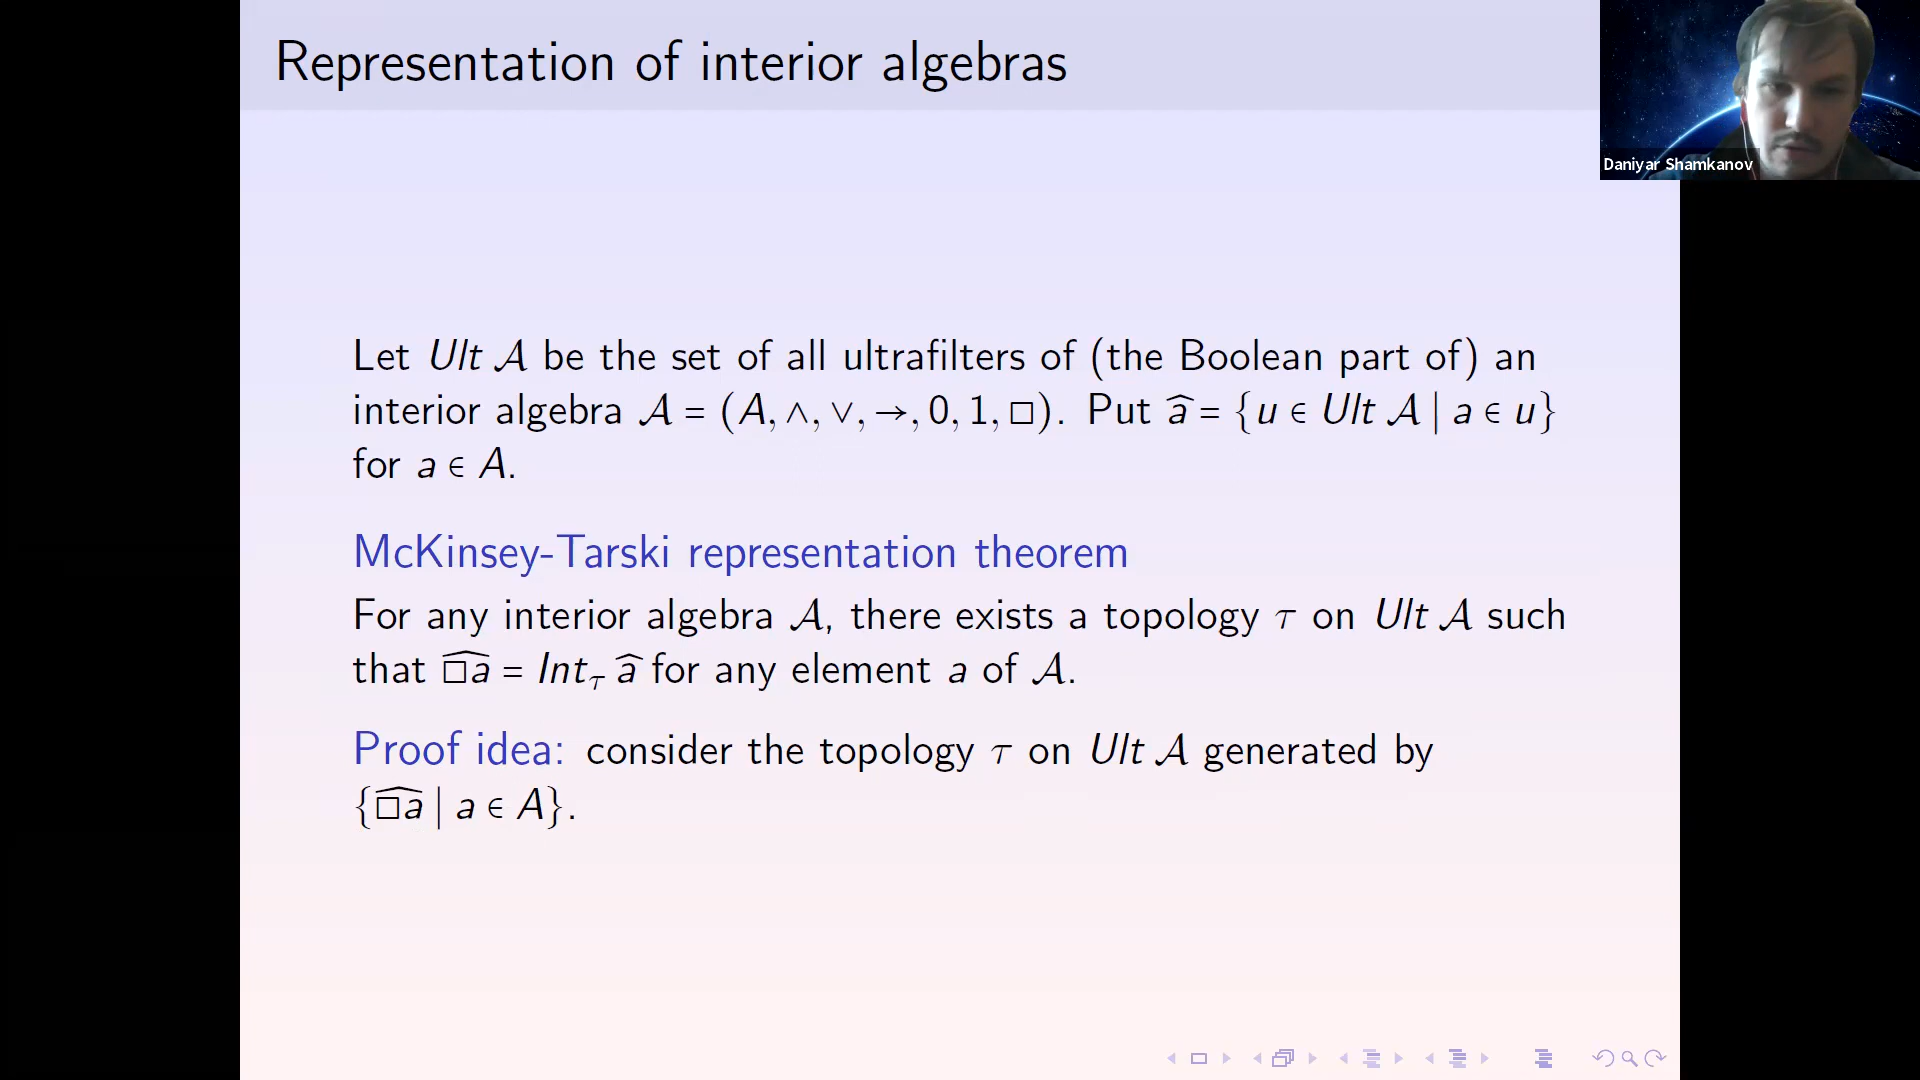 Representation of interior algebras
Daniyar Shamkanov
Let Ult 𝒜 be the set of all ultrafilters of (the Boolean part of) an
interior algebra 𝒜 = (A, ∧, ∨, →, 0, 1, □). Put â = {u ∈ Ult 𝒜 | a ∈ u}
for a ∈ A.
McKinsey-Tarski representation theorem
For any interior algebra 𝒜, there exists a topology τ on Ult 𝒜 such
that \widehat{□a} = Int_τ â for any element a of 𝒜.
Proof idea: consider the topology τ on Ult 𝒜 generated by
{\widehat{□a} | a ∈ A}.